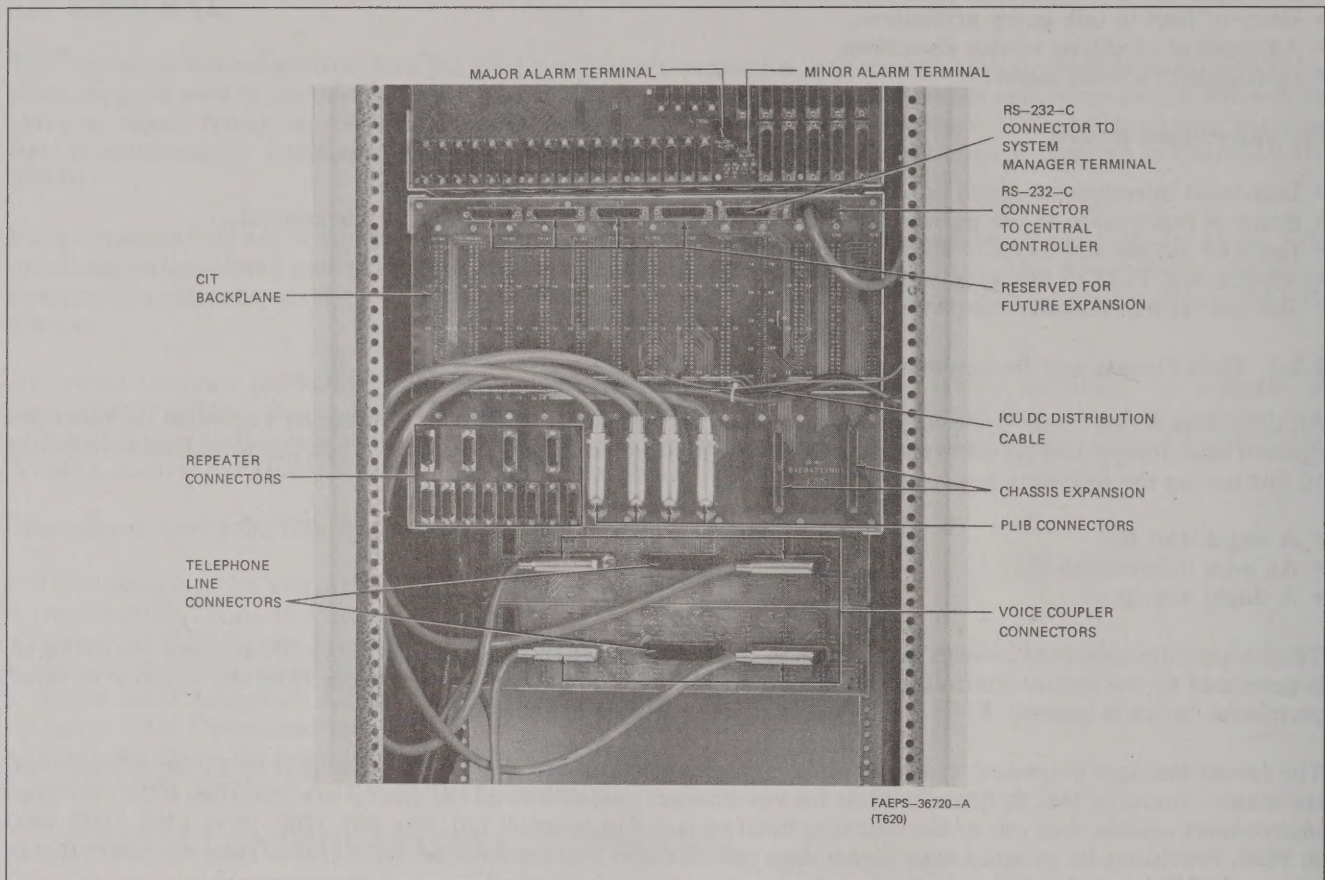 MAJOR ALARM TERMINAL
MINOR ALARM TERMINAL
RS–232–C
CONNECTOR TO
SYSTEM
MANAGER TERMINAL
RS–232–C
CONNECTOR
TO CENTRAL
CONTROLLER
CIT
BACKPLANE
RESERVED FOR
FUTURE EXPANSION
ICU DC DISTRIBUTION
CABLE
REPEATER
CONNECTORS
CHASSIS EXPANSION
PLIB CONNECTORS
TELEPHONE
LINE
CONNECTORS
VOICE COUPLER
CONNECTORS
FAEPS–36720–A
(T620)